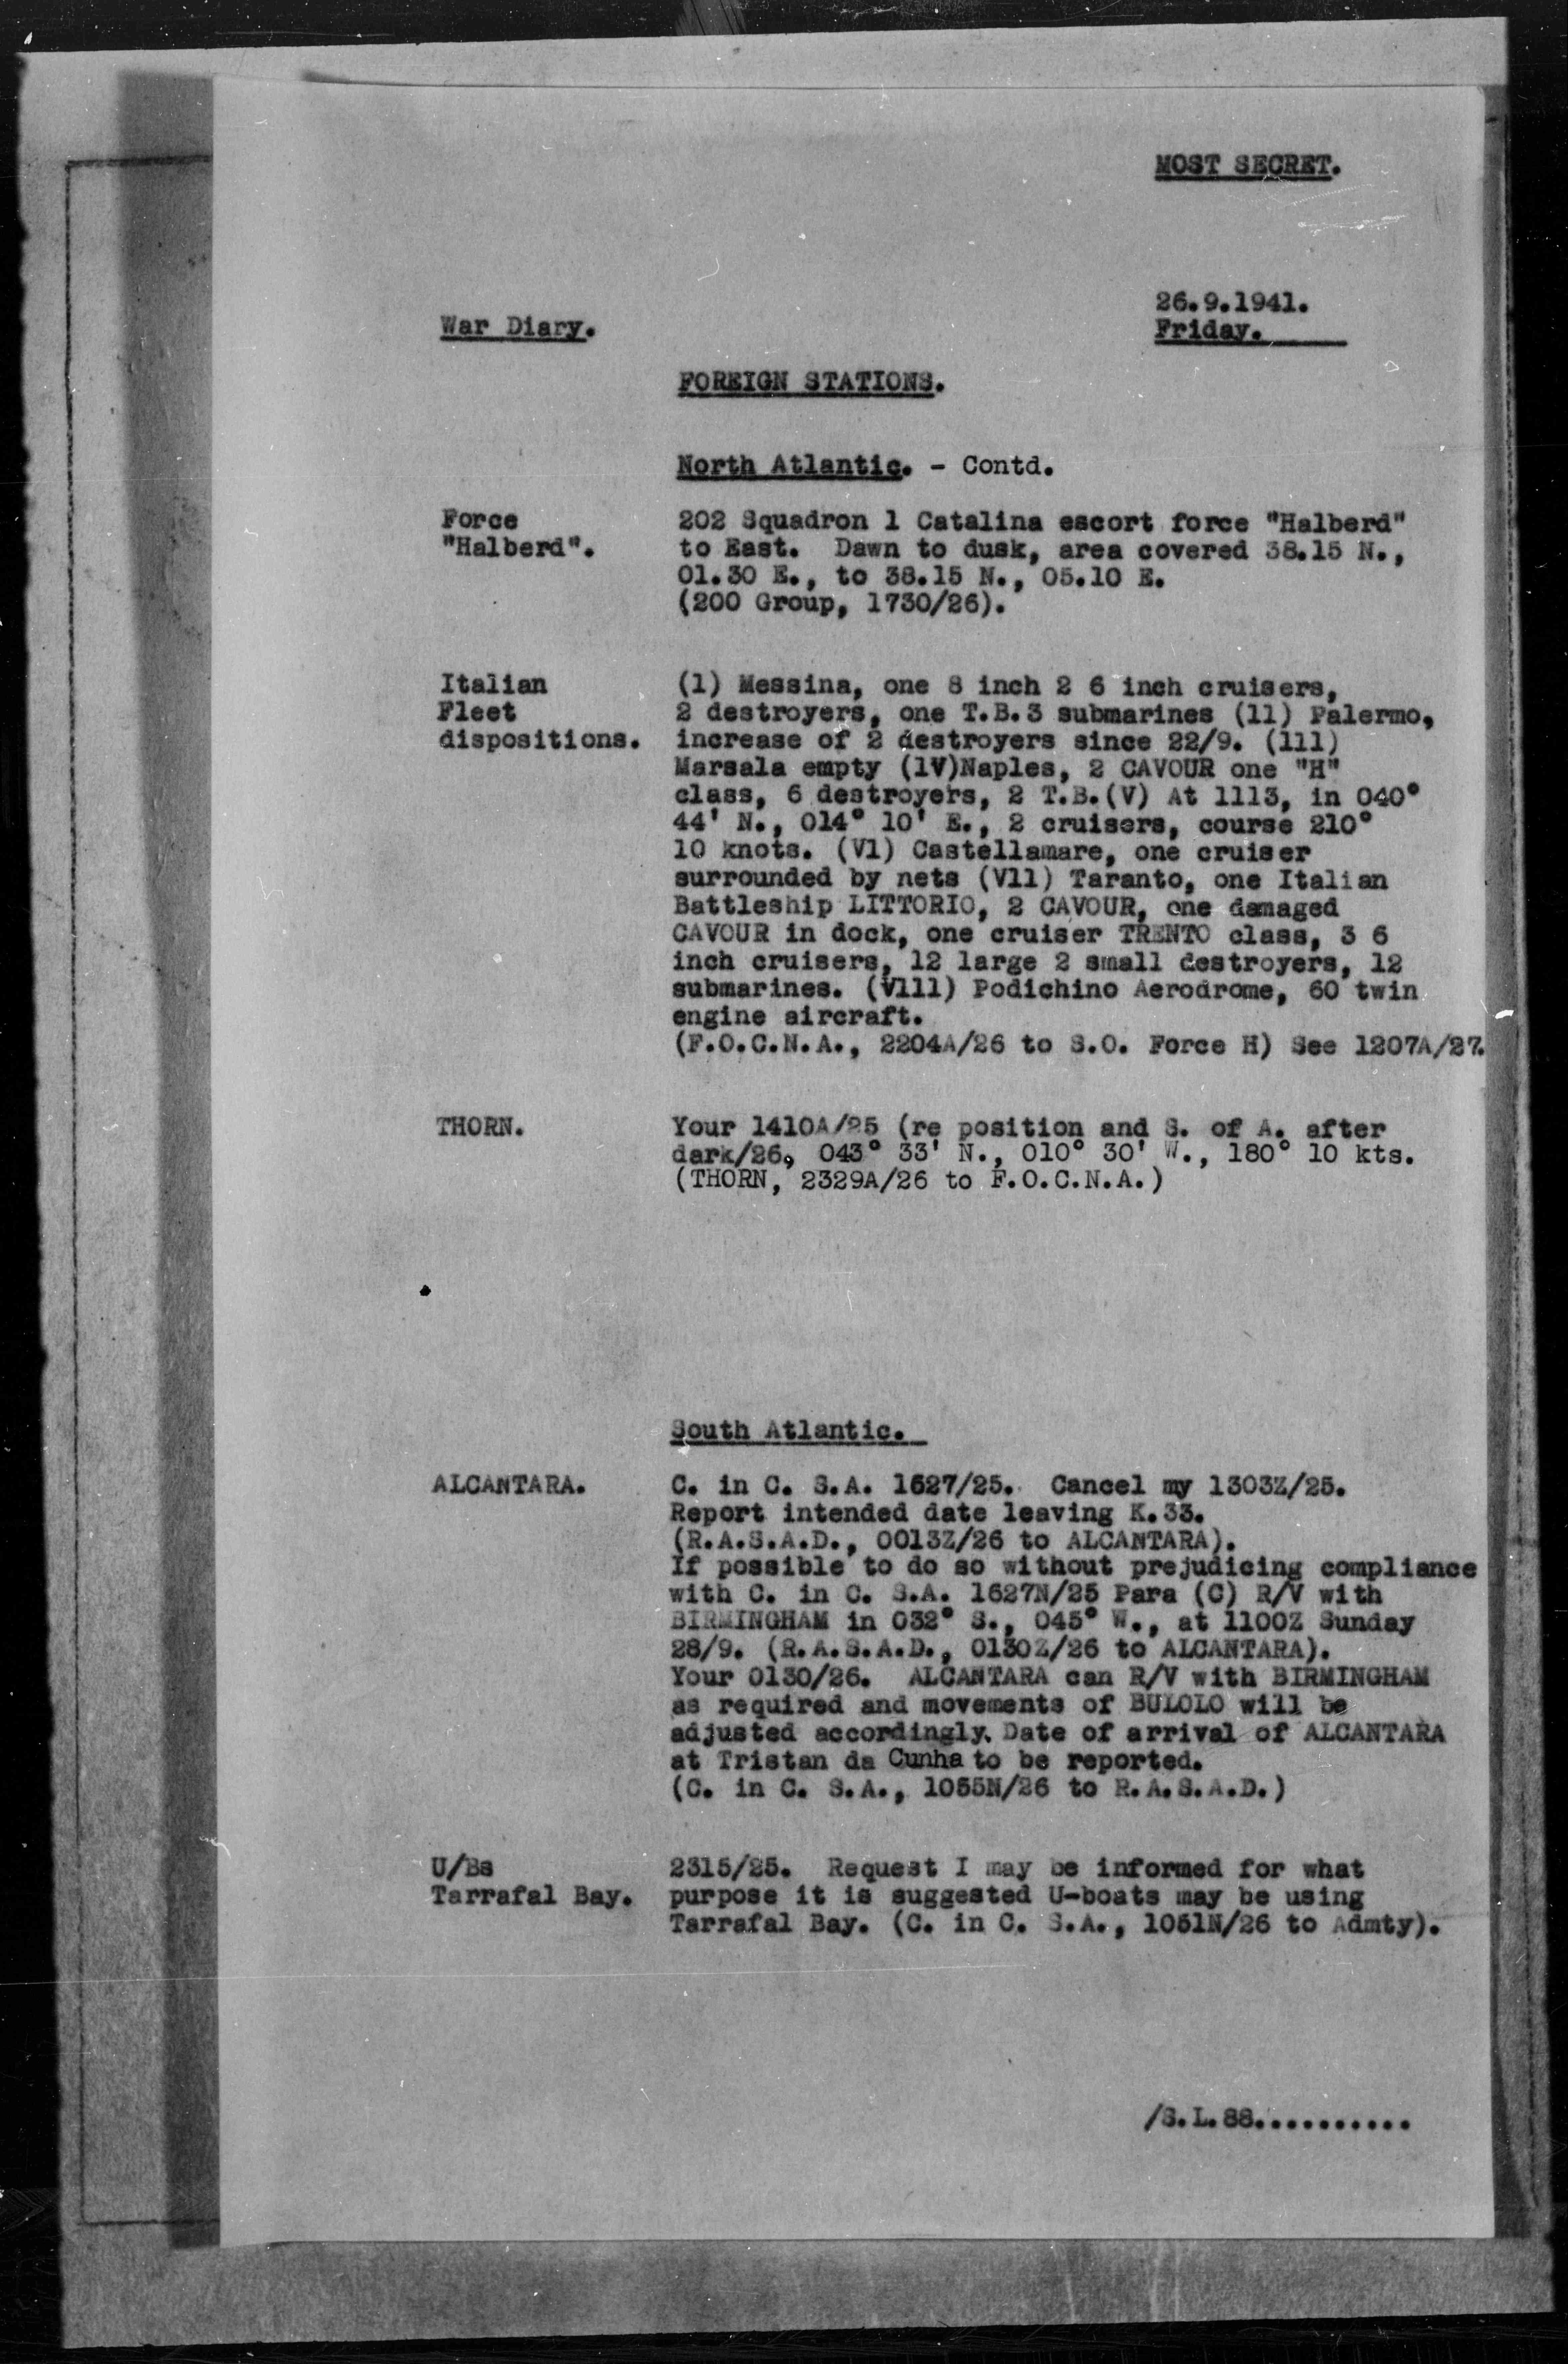 MOST SECRET.
26.9.1941.
War Diary.
Friday.
FOREIGN STATIONS.
North Atlantic. - Contd.
Force
"Halberd".
202 Squadron 1 Catalina escort force "Halberd"
to East. Dawn to dusk, area covered 38.15 N.,
01.30 E., to 38.15 N., 05.10 E.
(200 Group, 1730/26).
Italian
Fleet
dispositions.
(1) Messina, one 8 inch 2 6 inch cruisers,
2 destroyers, one T.B.3 submarines (11) Palermo,
increase of 2 destroyers since 22/9. (111)
Marsala empty (1V)Naples, 2 CAVOUR one "H"
class, 6 destroyers, 2 T.B.(V) At 1113, in 040°
44' N., 014° 10' E., 2 cruisers, course 210°
10 knots. (V1) Castellamare, one cruiser
surrounded by nets (V11) Taranto, one Italian
Battleship LITTORIO, 2 CAVOUR, one damaged
CAVOUR in dock, one cruiser TRENTO class, 3 6
inch cruisers, 12 large 2 small destroyers, 12
submarines. (V111) Podichino Aerodrome, 60 twin
engine aircraft.
(F.O.C.N.A., 2204A/26 to S.O. Force H) See 1207A/27.
THORN.
Your 1410A/25 (re position and S. of A. after
dark/26, 043° 33' N., 010° 30' W., 180° 10 kts.
(THORN, 2329A/26 to F.O.C.N.A.)
South Atlantic.
ALCANTARA.
C. in C. S.A. 1627/25. Cancel my 1303Z/25.
Report intended date leaving K.33.
(R.A.S.A.D., 0013Z/26 to ALCANTARA).
If possible to do so without prejudicing compliance
with C. in C. S.A. 1627N/25 Para (C) R/V with
BIRMINGHAM in 032° S., 045° W., at 1100Z Sunday
28/9. (R.A.S.A.D., 0130Z/26 to ALCANTARA).
Your 0130/26. ALCANTARA can R/V with BIRMINGHAM
as required and movements of BULOLO will be
adjusted accordingly. Date of arrival of ALCANTARA
at Tristan da Cunha to be reported.
(C. in C. S.A., 1055N/26 to R.A.S.A.D.)
U/Bs
Tarrafal Bay.
2315/25. Request I may be informed for what
purpose it is suggested U-boats may be using
Tarrafal Bay. (C. in C. S.A., 1051N/26 to Admty).
/S.L.88..........